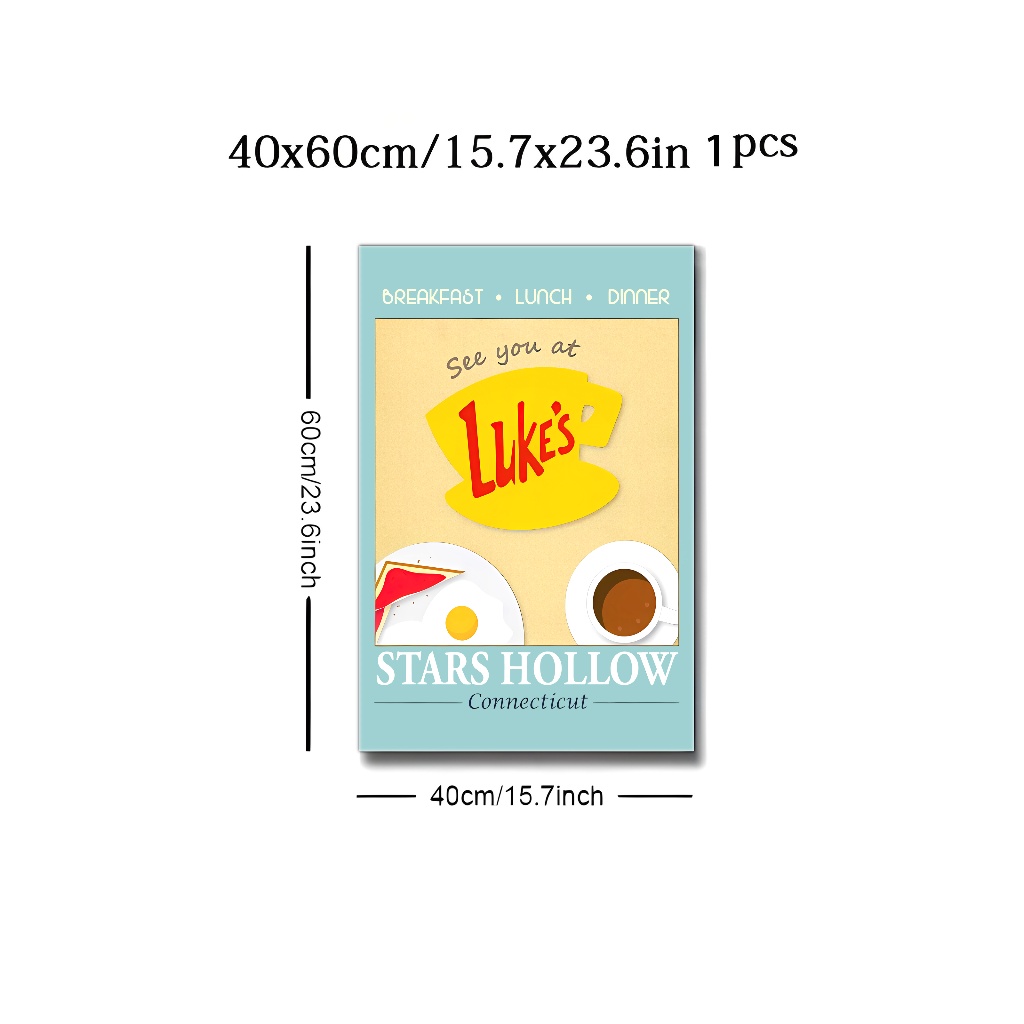 40x60cm/15.7x23.6in 1pcs
BREAKFAST • LUNCH • DINNER
See you at
LUKE'S
60cm/23.6inch
STARS HOLLOW
Connecticut
40cm/15.7inch